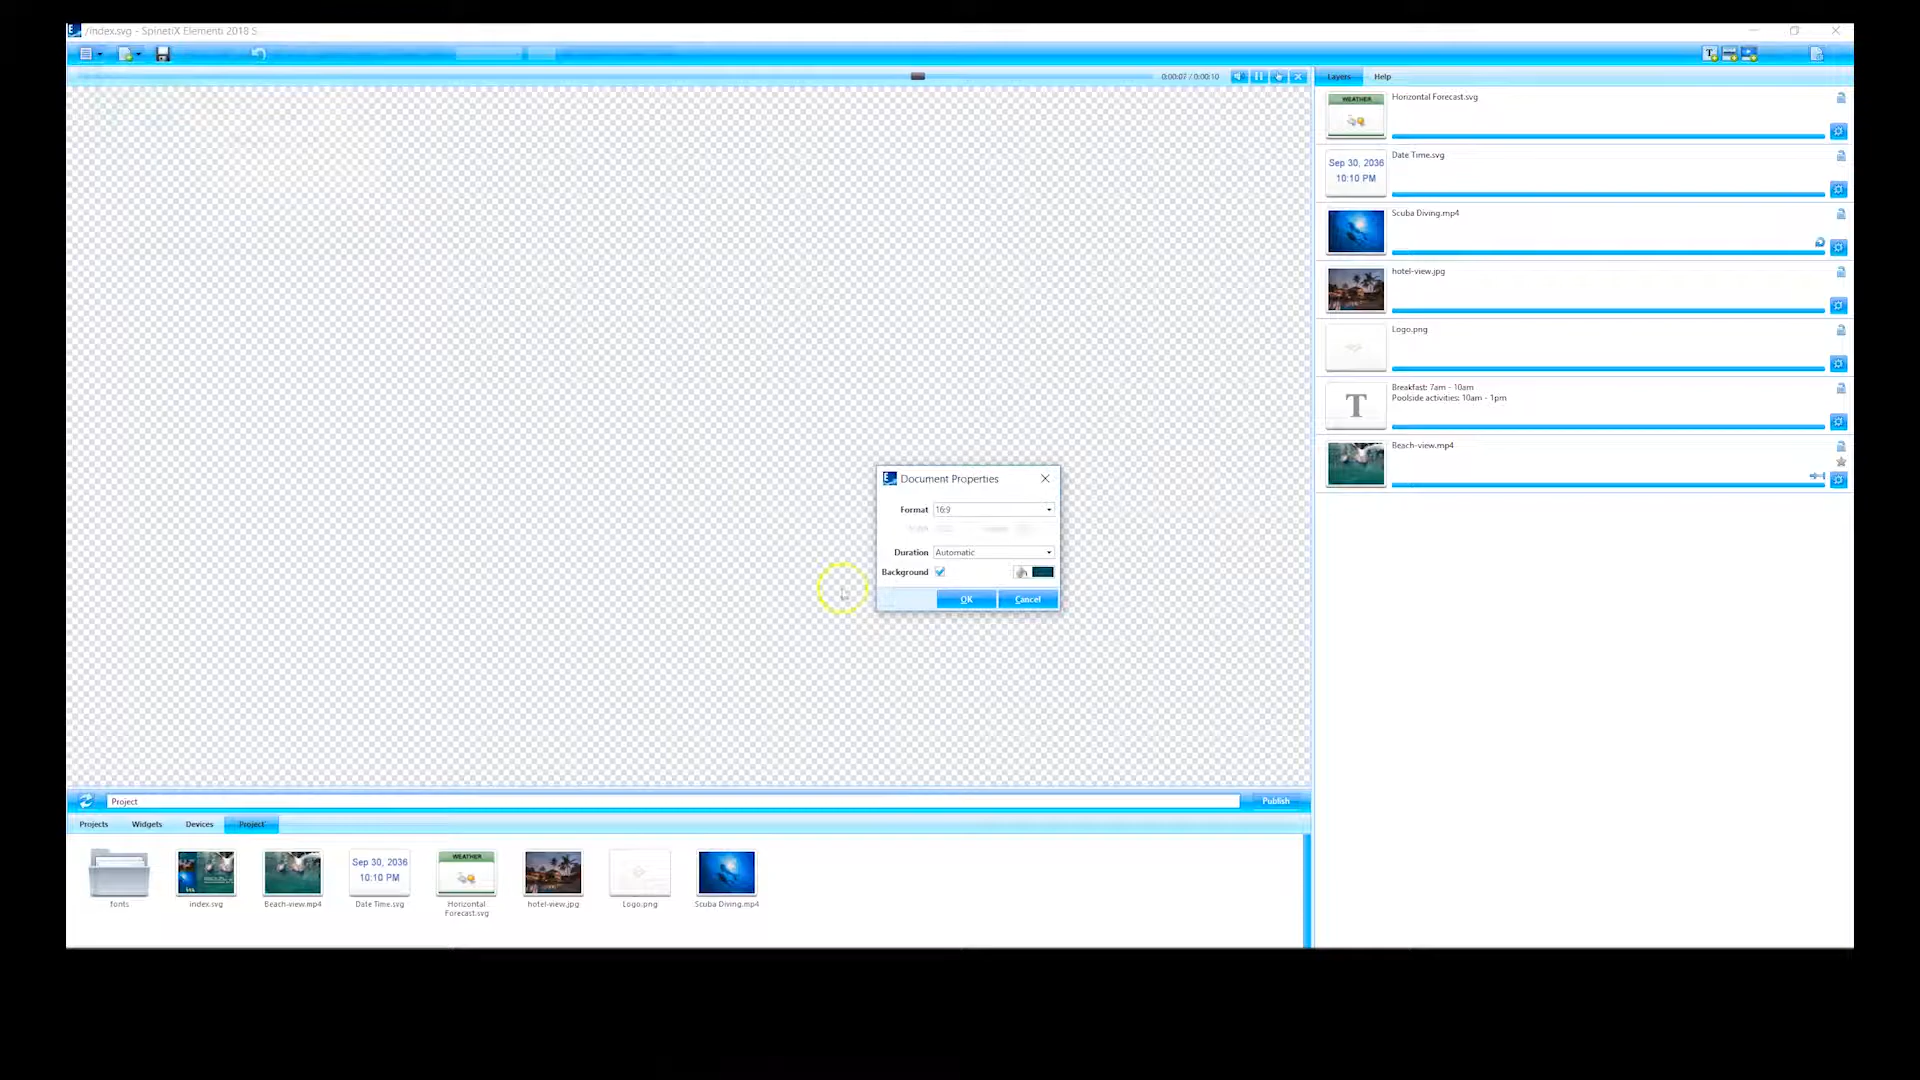 /index.svg - SpinetiX Elementi 2018 S
0:00:07 / 0:00:10
Layers
Help
WEATHER
Horizontal Forecast.svg
Sep 30, 2036
10:10 PM
Date Time.svg
Scuba Diving.mp4
hotel-view.jpg
Logo.png
T
Breakfast: 7am - 10am
Poolside activities: 10am - 1pm
Beach-view.mp4
Document Properties
Format
16:9
Duration
Automatic
Background
OK
Cancel
Project
Publish
Projects
Widgets
Devices
Project
Sep 30, 2036
10:10 PM
WEATHER
fonts
index.svg
Beach-view.mp4
Date Time.svg
Horizontal
Forecast.svg
hotel-view.jpg
Logo.png
Scuba Diving.mp4